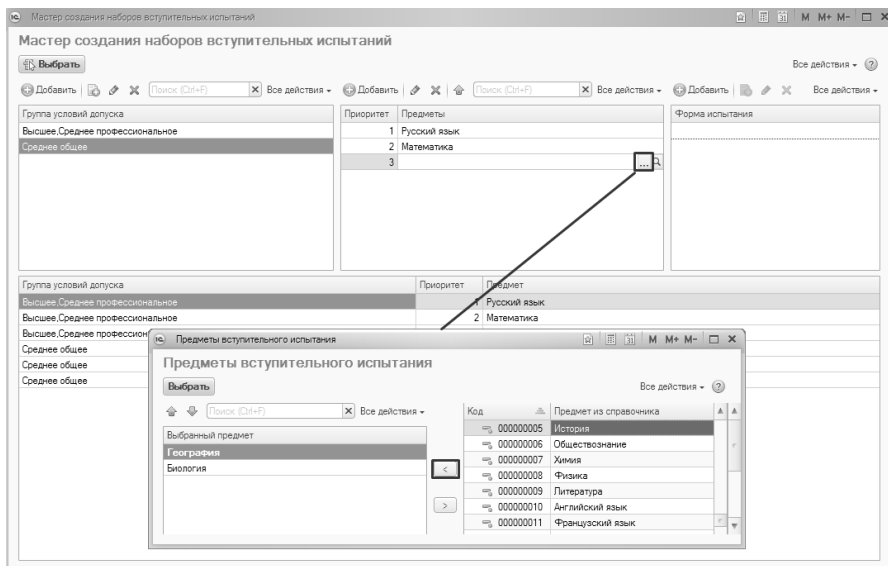 Мастер создания наборов вступительных испытаний
M M+ M-
Мастер создания наборов вступительных испытаний
Выбрать
Все действия
Добавить Поиск (Ctrl+F) Все действия
Добавить Поиск (Ctrl+F) Все действия
Добавить Все действия
Группа условий допуска
Высшее,Среднее профессиональное
Среднее общее
Приоритет Предметы
1 Русский язык
2 Математика
3 ...
Форма испытания
Группа условий допуска Приоритет Предмет
Высшее,Среднее профессиональное 1 Русский язык
Высшее,Среднее профессиональное 2 Математика
Высшее,Среднее профессион
Среднее общее
Среднее общее
Среднее общее
Предметы вступительного испытания
31 M M+ M-
Предметы вступительного испытания
Выбрать
Все действия ?
Поиск (Ctrl+F) Все действия
Выбранный предмет
География
Биология
<
>
Код Предмет из справочника
000000005 История
000000006 Обществознание
000000007 Химия
000000008 Физика
000000009 Литература
000000010 Английский язык
000000011 Французский язык